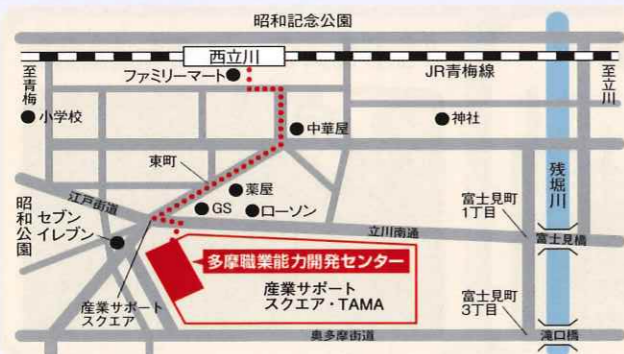 昭和記念公園
西立川
至青梅
ファミリーマート
JR青梅線
至立川
小学校
中華屋
神社
東町
残堀川
薬屋
江戸街道
GS
ローソン
富士見町
1丁目
昭和公園
セブン
イレブン
立川南通
富士見橋
多摩職業能力開発センター
産業サポート
スクエア・TAMA
産業サポート
スクエア
富士見町
3丁目
奥多摩街道
滝口橋